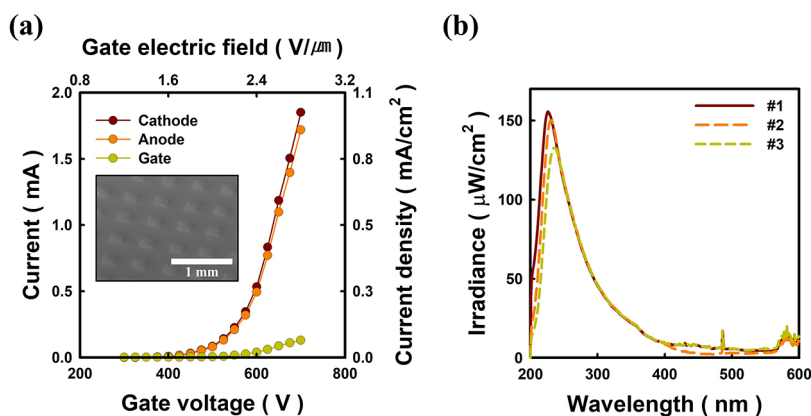 (a)
Gate electric field ( V/㎛ )
0.8 1.6 2.4 3.2
2.0 1.1
Cathode
Anode
Gate
1.5 0.8
1.0 0.5
0.5 0.3
0.0 0.0
1 mm
Current ( mA )
Current density ( mA/cm² )
200 400 600 800
Gate voltage ( V )
(b)
#1
#2
#3
150
100
50
0
Irradiance ( μW/cm² )
200 300 400 500 600
Wavelength ( nm )